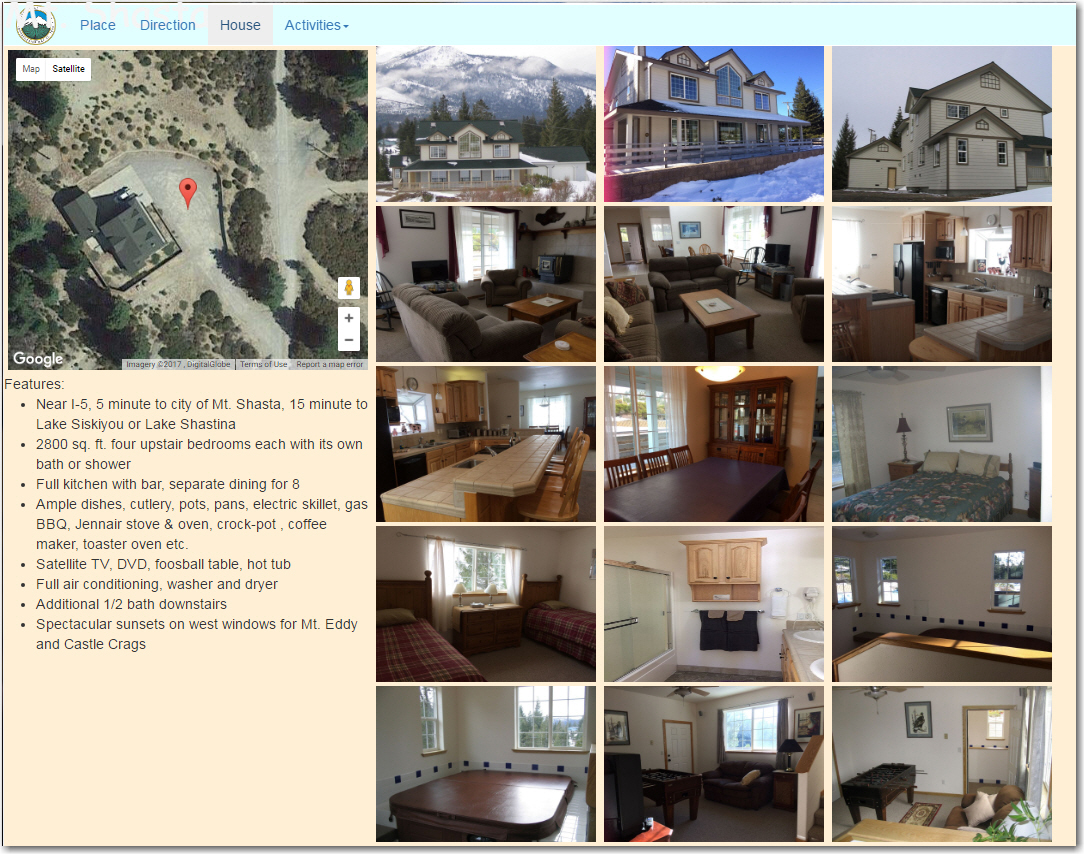 Place Direction House Activities
Map Satellite
Google
Imagery ©2017 , DigitalGlobe Terms of Use Report a map error
Features:
Near I-5, 5 minute to city of Mt. Shasta, 15 minute to
Lake Siskiyou or Lake Shastina
2800 sq. ft. four upstair bedrooms each with its own
bath or shower
Full kitchen with bar, separate dining for 8
Ample dishes, cutlery, pots, pans, electric skillet, gas
BBQ, Jennair stove & oven, crock-pot , coffee
maker, toaster oven etc.
Satellite TV, DVD, foosball table, hot tub
Full air conditioning, washer and dryer
Additional 1/2 bath downstairs
Spectacular sunsets on west windows for Mt. Eddy
and Castle Crags